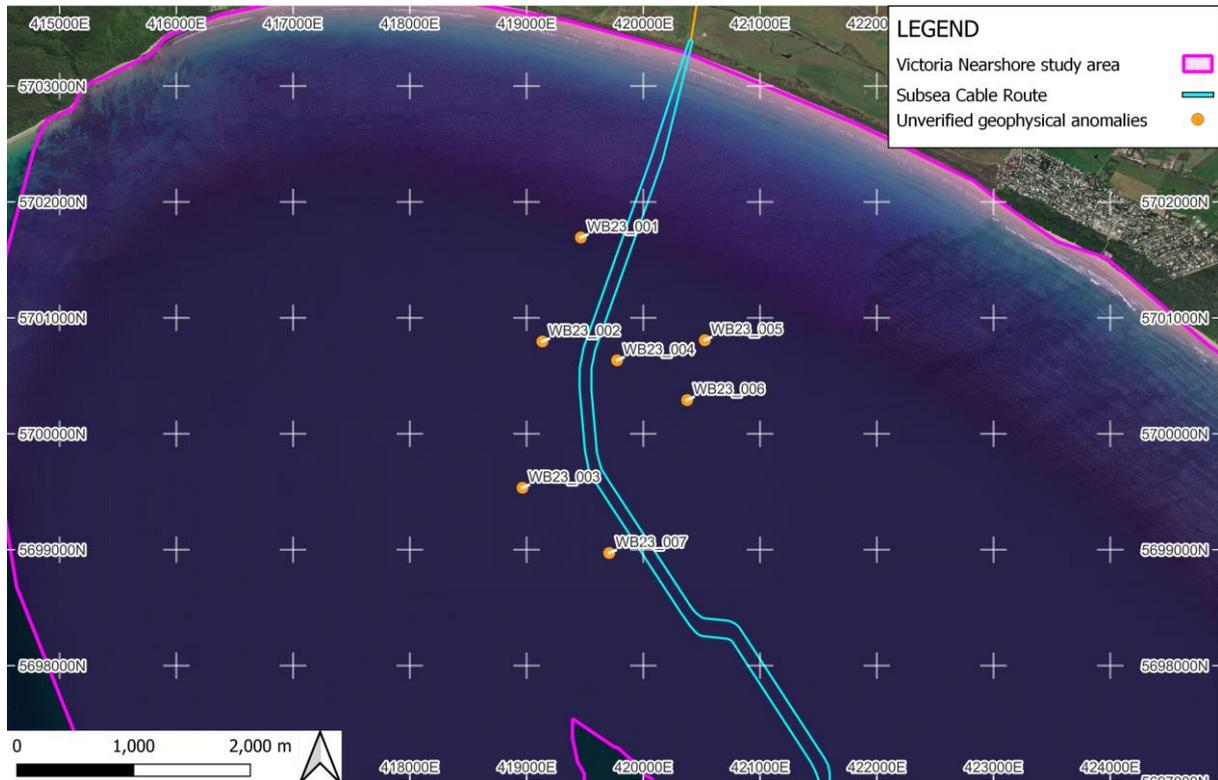 415000E
416000E
417000E
418000E
419000E
420000E
421000E
LEGEND
Victoria Nearshore study area
Subsea Cable Route
Unverified geophysical anomalies
5703000N
5702000N
5702000N
WB23_001
5701000N
5701000N
WB23_002
WB23_005
WB23_004
WB23_006
5700000N
5700000N
WB23_003
5699000N
5699000N
WB23_007
5698000N
5698000N
0 1,000 2,000 m
418000E
419000E
420000E
421000E
422000E
423000E
424000E